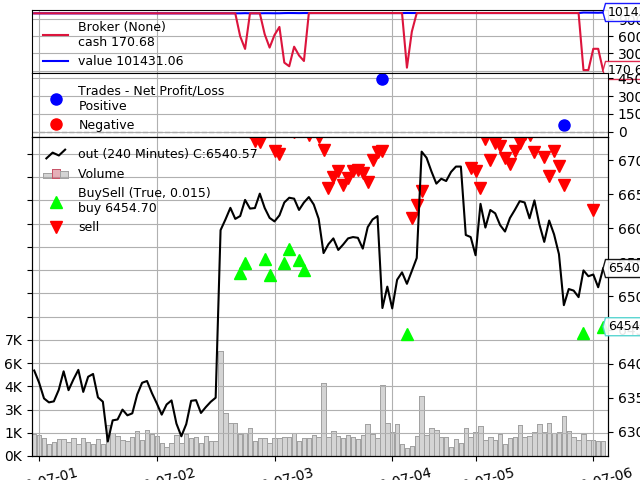 Broker (None)
cash 170.68
value 101431.06
1014
900
600
300
170.6
Trades - Net Profit/Loss
Positive
Negative
450
300
150
0
out (240 Minutes) C:6540.57
Volume
BuySell (True, 0.015)
buy 6454.70
sell
670
665
660
6540
650
6454
640
635
630
7K
6K
4K
3K
1K
0K
-07-01
-07-02
-07-03
-07-04
-07-05
-07-06